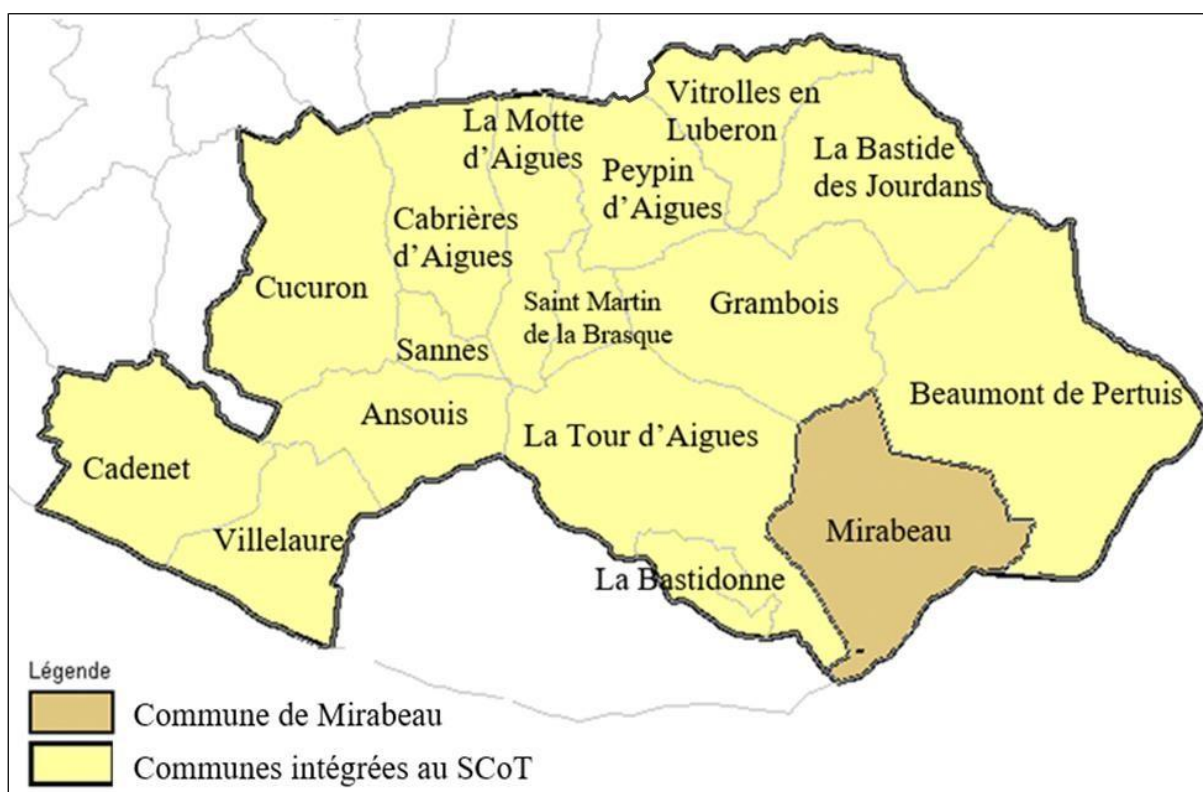 Vitrolles en
Luberon
La Motte
d'Aigues
La Bastide
des Jourdans
Peypin
d'Aigues
Cabrières
d'Aigues
Cucuron
Saint Martin
de la Brasque
Grambois
Sannes
Beaumont de Pertuis
Ansouis
La Tour d'Aigues
Cadenet
Mirabeau
Villelaure
La Bastidonne
Légende
Commune de Mirabeau
Communes intégrées au SCoT